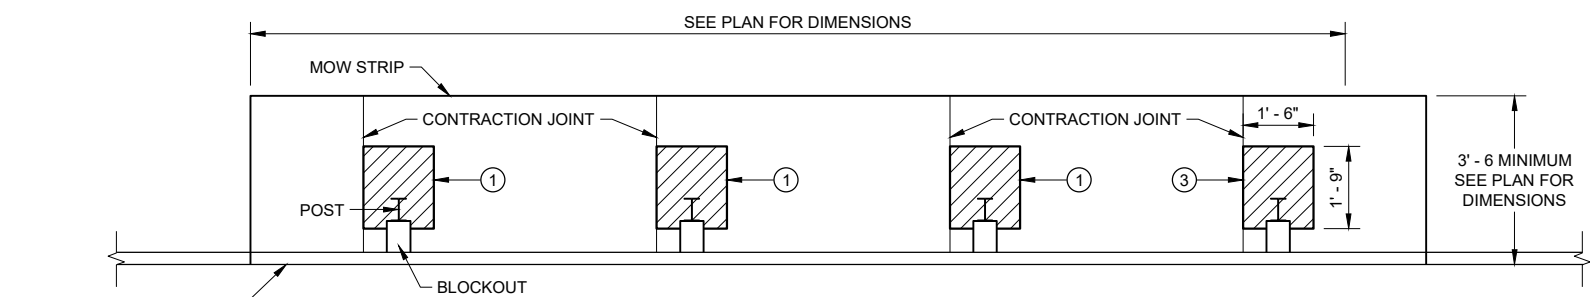 SEE PLAN FOR DIMENSIONS
MOW STRIP
CONTRACTION JOINT
CONTRACTION JOINT
1' - 6"
3' - 6 MINIMUM
SEE PLAN FOR
DIMENSIONS
1
1
1
3
1' - 9"
POST
BLOCKOUT